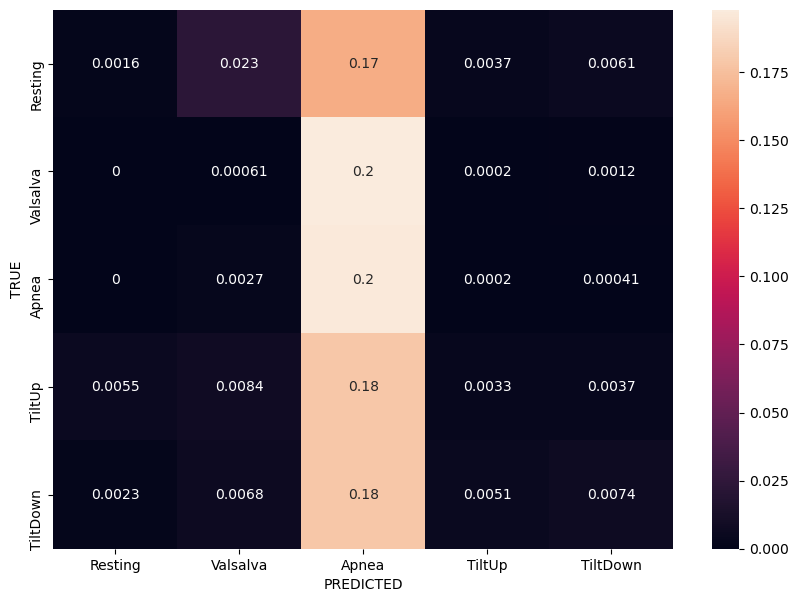 Resting 0.0016 0.023 0.17 0.0037 0.0061
Valsalva 0 0.00061 0.2 0.0002 0.0012
Apnea 0 0.0027 0.2 0.0002 0.00041
TiltUp 0.0055 0.0084 0.18 0.0033 0.0037
TiltDown 0.0023 0.0068 0.18 0.0051 0.0074
TRUE
Resting Valsalva Apnea TiltUp TiltDown
PREDICTED
0.175
0.150
0.125
0.100
0.075
0.050
0.025
0.000